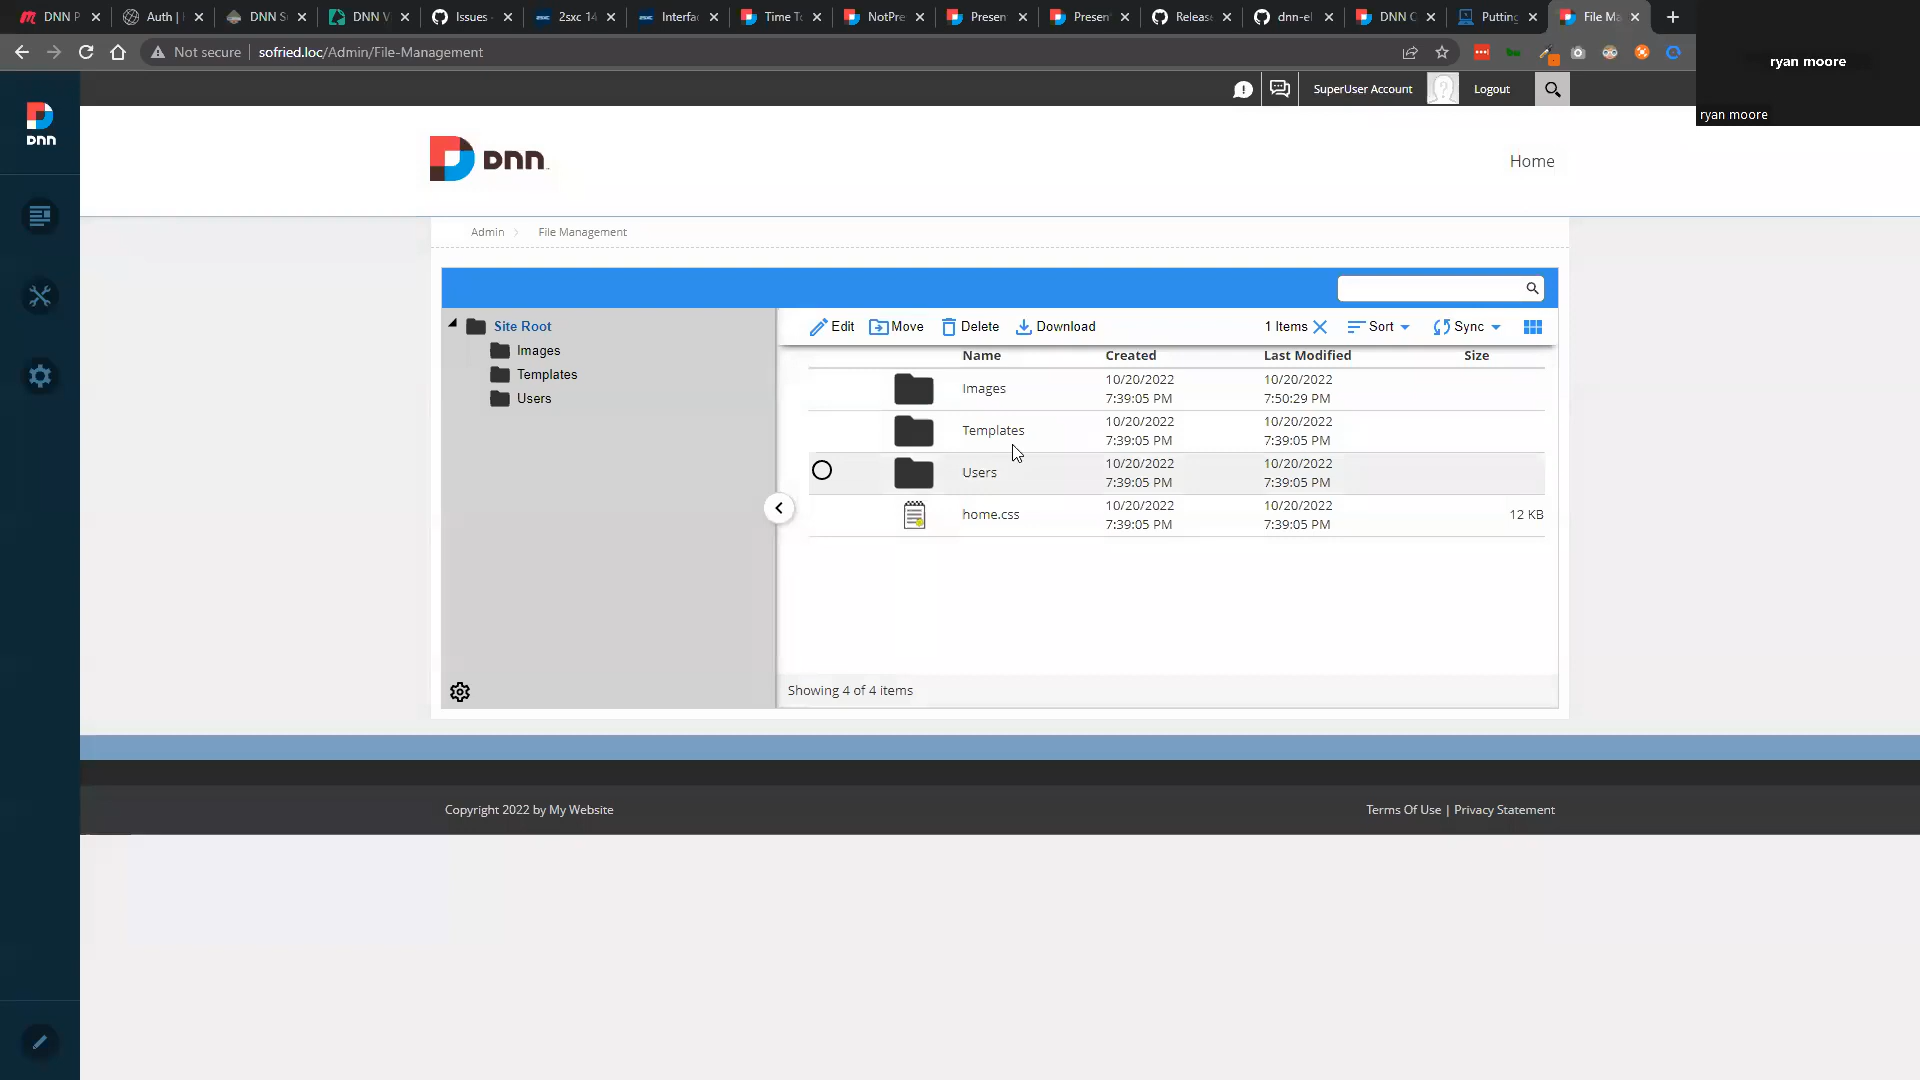 DNN P
Auth |
DNN S
DNN V
Issues
2sxc 14
Interfa
Time To
NotPre
Presen
Presen
Releas
dnn-el
DNN C
Putting
File Ma
Not secure
sofried.loc/Admin/File-Management
ryan moore
ryan moore
SuperUser Account
Logout
DNN
DNN
Home
Admin
File Management
Site Root
Images
Templates
Users
Edit
Move
Delete
Download
1 Items
Sort
Sync
Name Created Last Modified Size
Images 10/20/2022 7:39:05 PM 10/20/2022 7:50:29 PM
Templates 10/20/2022 7:39:05 PM 10/20/2022 7:39:05 PM
Users 10/20/2022 7:39:05 PM 10/20/2022 7:39:05 PM
home.css 10/20/2022 7:39:05 PM 10/20/2022 7:39:05 PM 12 KB
Showing 4 of 4 items
Copyright 2022 by My Website
Terms Of Use | Privacy Statement